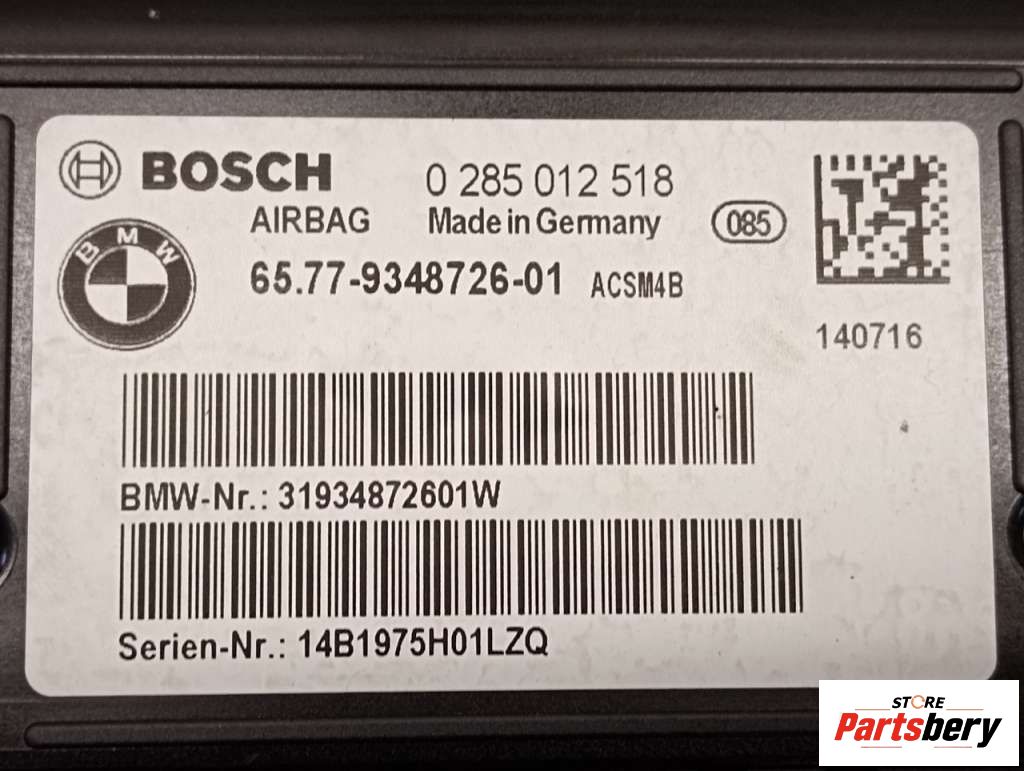 BOSCH 0 285 012 518
AIRBAG Made in Germany 085
BMW
65.77-9348726-01 ACSM4B
140716
BMW-Nr.: 31934872601W
Serien-Nr.: 14B1975H01LZQ
STORE
Partsbery